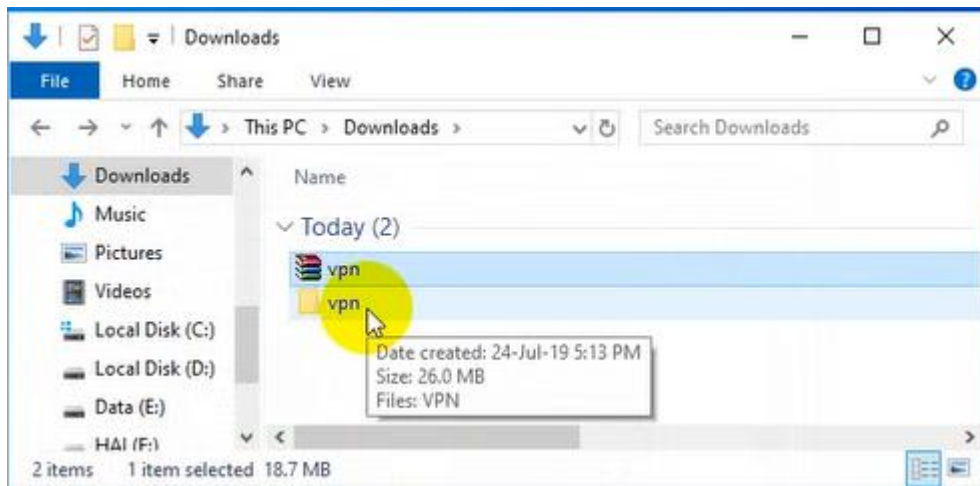 Downloads
File Home Share View
This PC Downloads Search Downloads
Downloads
Name
Music
Today (2)
Pictures
vpn
Videos
vpn
Local Disk (C:)
Date created: 24-Jul-19 5:13 PM
Local Disk (D:)
Size: 26.0 MB
Files: VPN
Data (E:)
HAI (F:)
2 items 1 item selected 18.7 MB